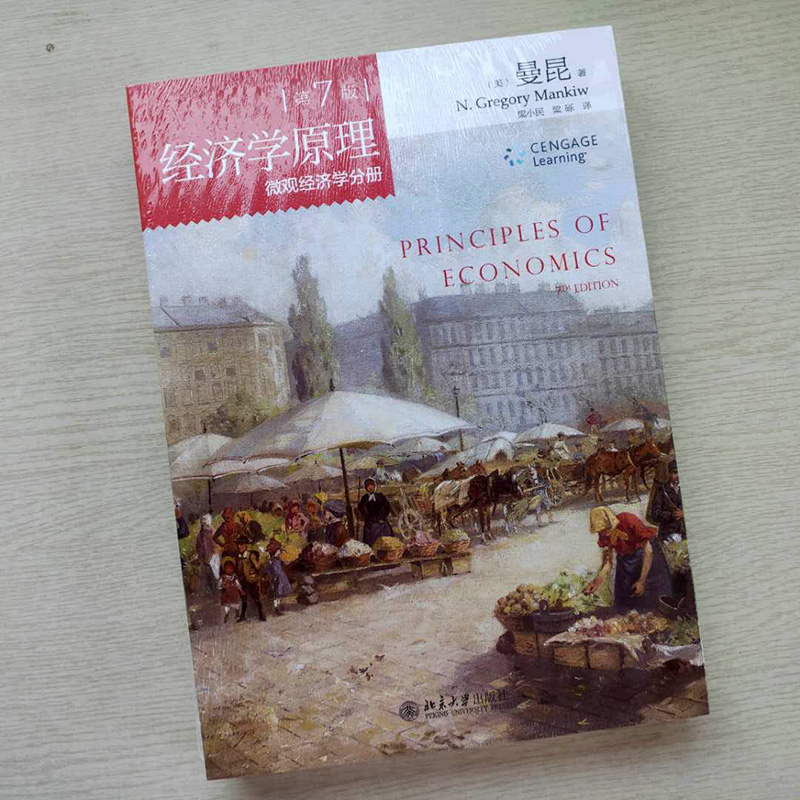 第7版
经济学原理
微观经济学分册
〔美〕曼昆 著
N. Gregory Mankiw
梁小民 梁砾 译
CENGAGE
Learning®
PRINCIPLES OF
ECONOMICS
7TH EDITION
北京大学出版社
PEKING UNIVERSITY PRESS